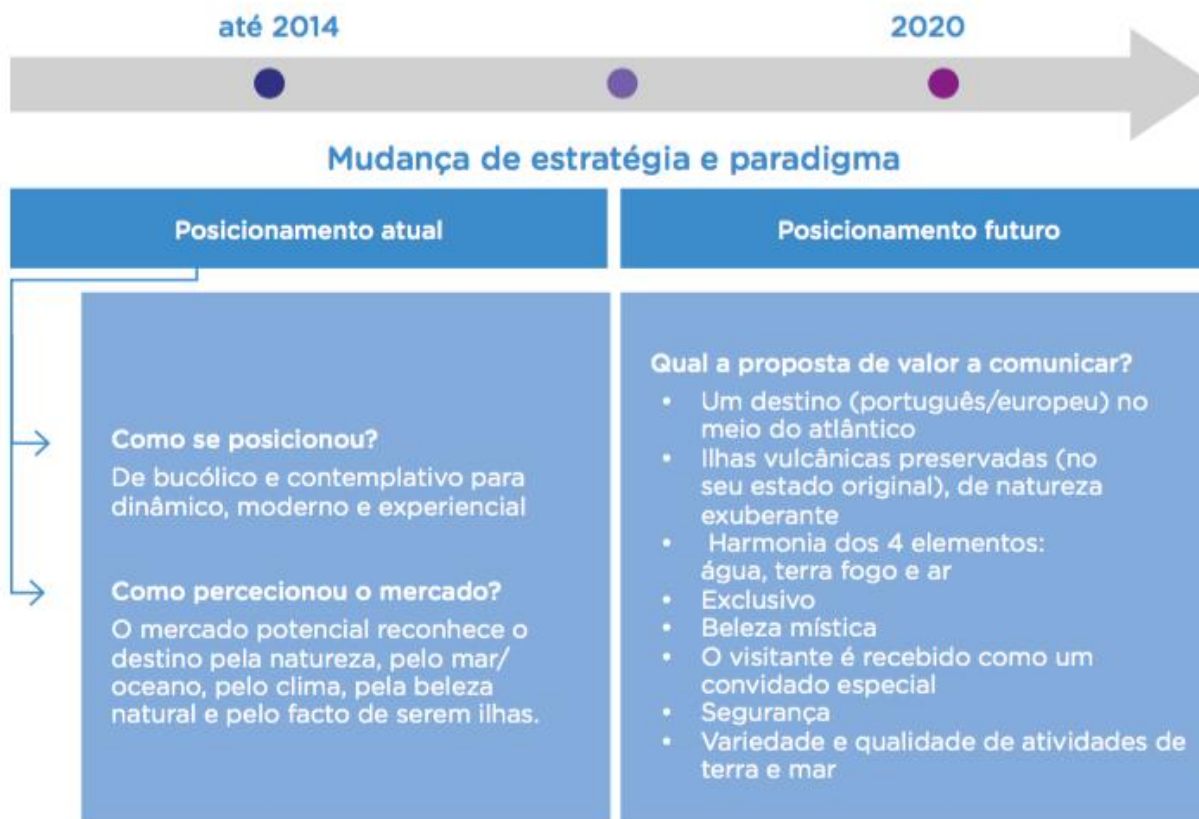 até 2014
2020
Mudança de estratégia e paradigma
Posicionamento atual
Posicionamento futuro
Como se posicionou?
De bucólico e contemplativo para
dinâmico, moderno e experiencial
Como percecionou o mercado?
O mercado potencial reconhece o
destino pela natureza, pelo mar/
oceano, pelo clima, pela beleza
natural e pelo facto de serem ilhas.
Qual a proposta de valor a comunicar?
• Um destino (português/europeu) no
meio do atlântico
• Ilhas vulcânicas preservadas (no
seu estado original), de natureza
exuberante
• Harmonia dos 4 elementos:
água, terra fogo e ar
• Exclusivo
• Beleza mística
• O visitante é recebido como um
convidado especial
• Segurança
• Variedade e qualidade de atividades de
terra e mar